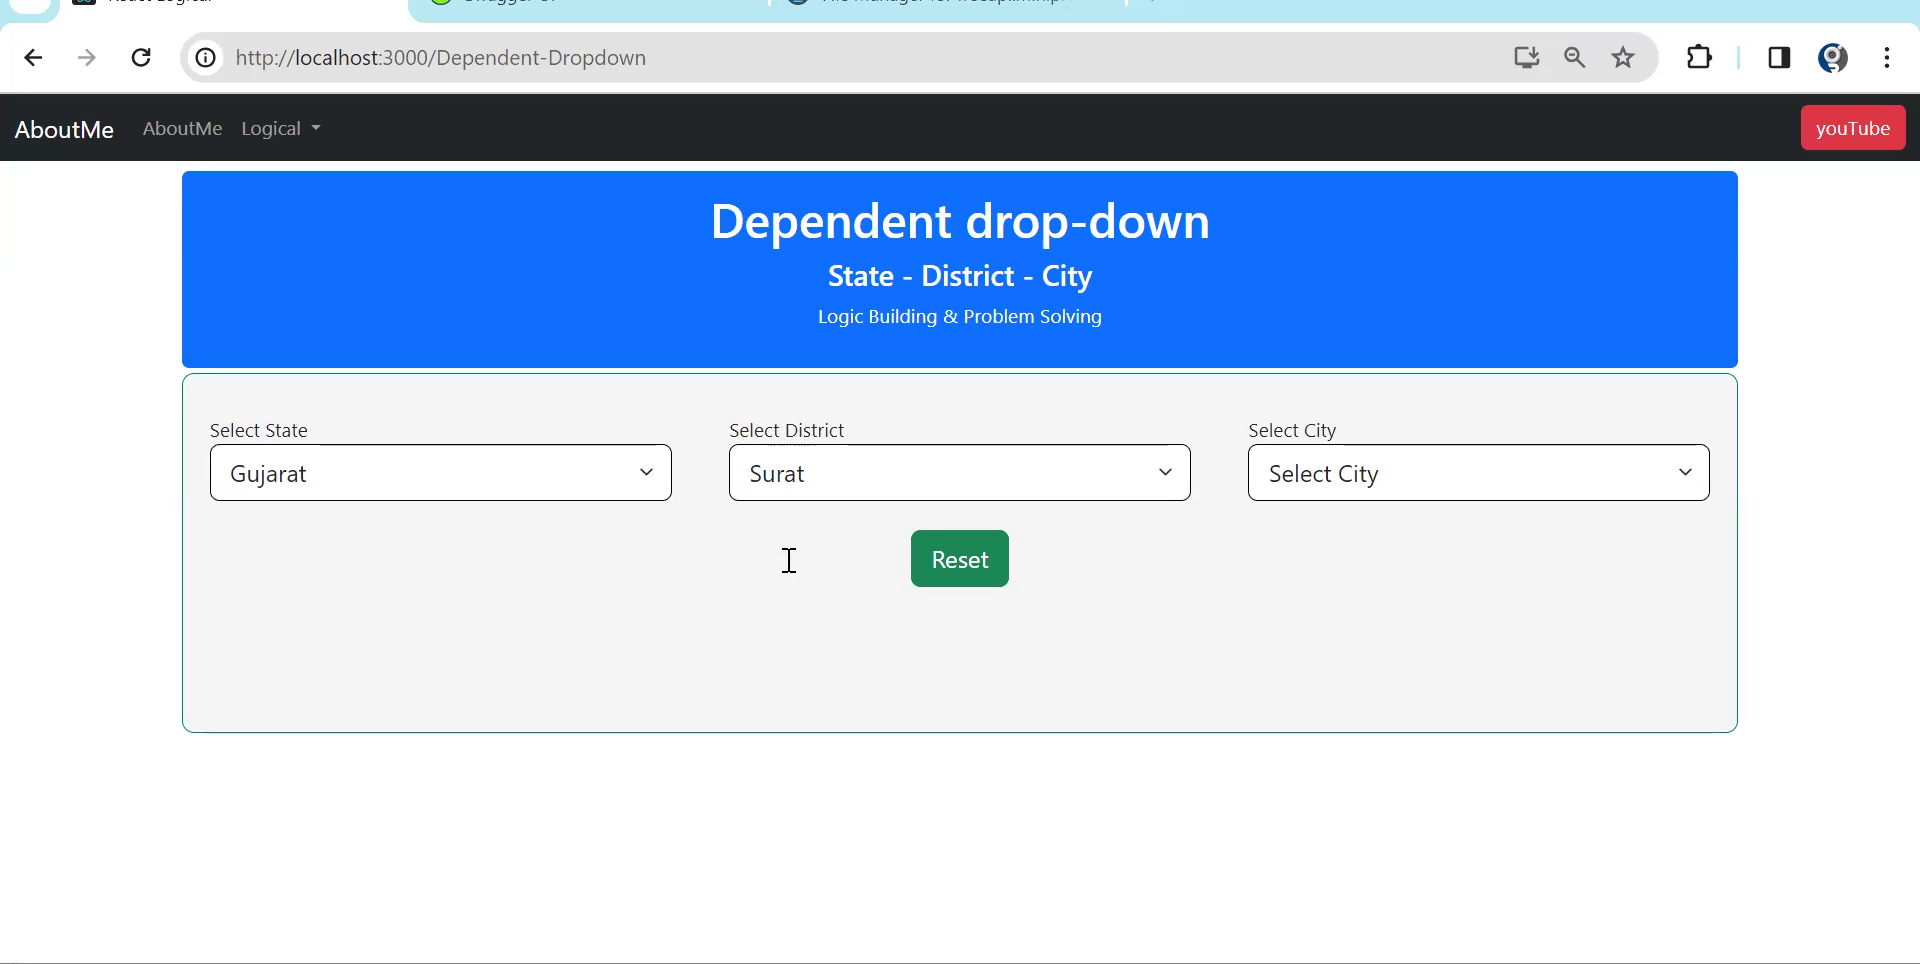 http://localhost:3000/Dependent-Dropdown
AboutMe AboutMe Logical youTube
Dependent drop-down
State - District - City
Logic Building & Problem Solving
Select State Select District Select City
Gujarat Surat Select City
Reset